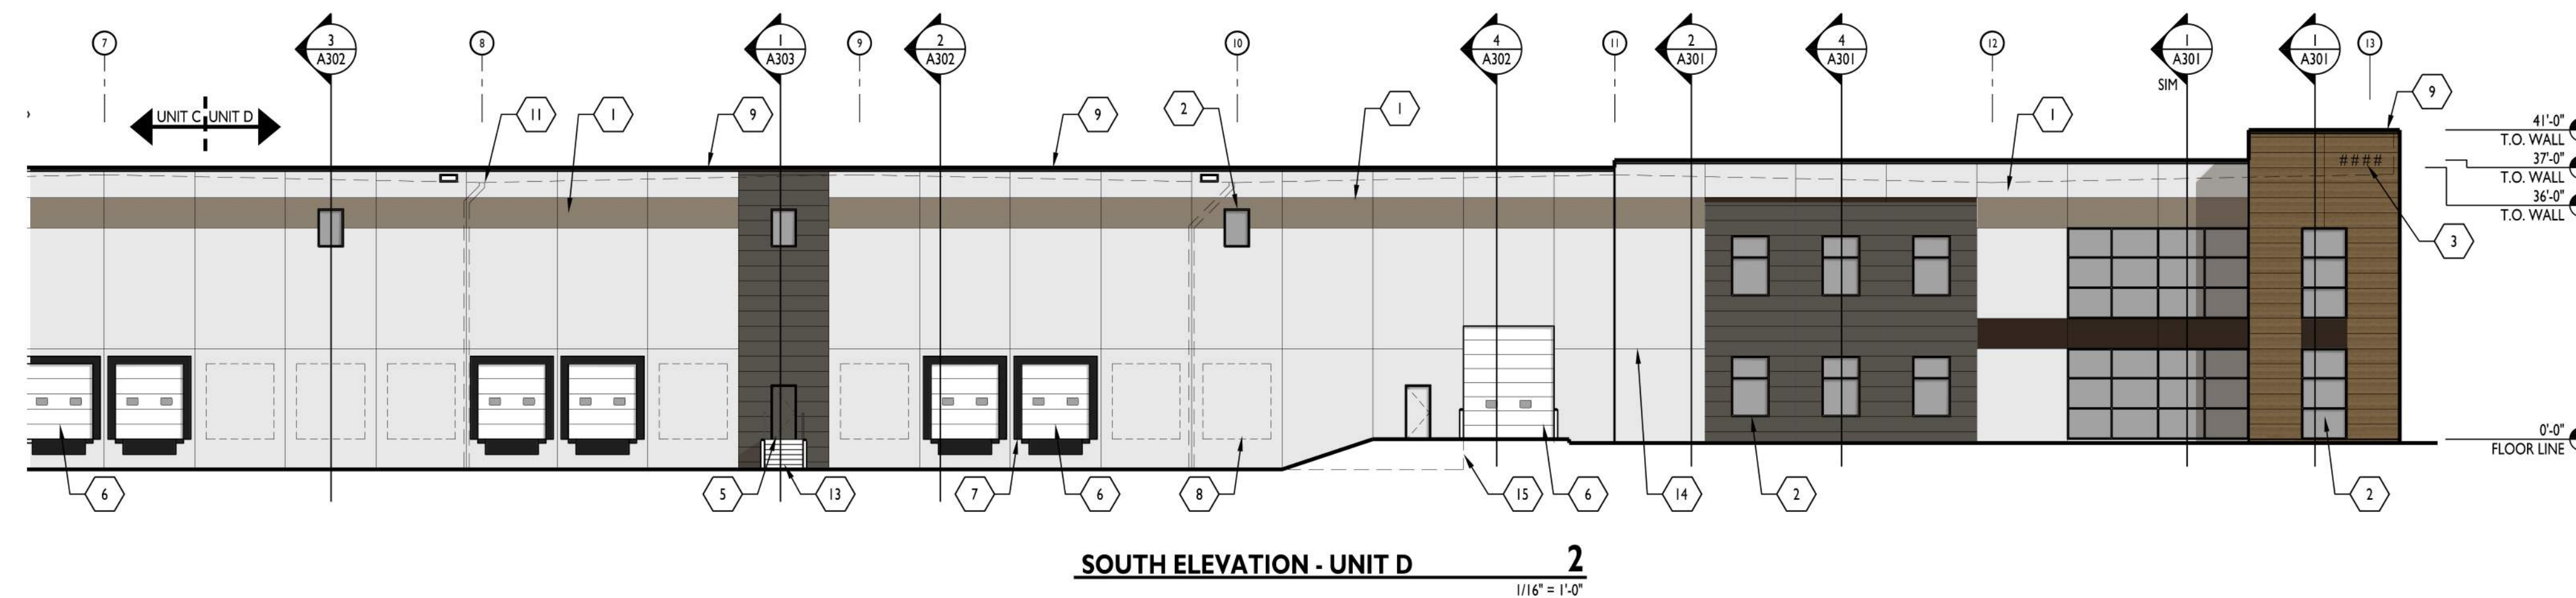 7
3
A302
8
1
A303
9
2
A302
10
4
A302
11
2
A301
4
A301
12
1
A301
SIM
1
A301
13
UNIT C
UNIT D
11
1
9
9
2
1
1
9
41'-0"
T.O. WALL
37'-0"
T.O. WALL
36'-0"
T.O. WALL
####
3
0'-0"
FLOOR LINE
6
5
13
7
6
8
15
6
14
2
2
SOUTH ELEVATION - UNIT D
2
1/16" = 1'-0"